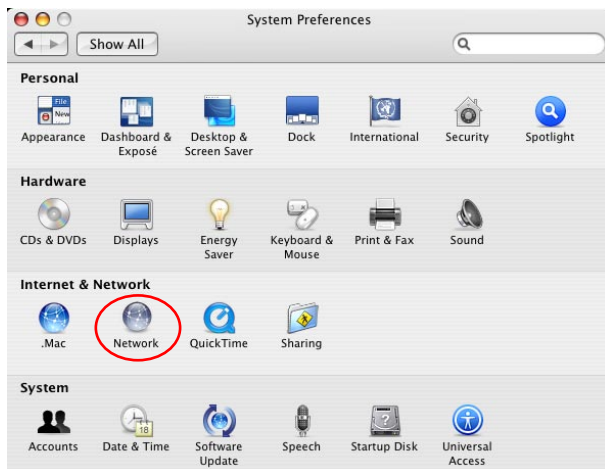 System Preferences
Show All
Personal
File
New
Appearance
Dashboard &
Exposé
Desktop &
Screen Saver
Dock
International
Security
Spotlight
Hardware
CDs & DVDs
Displays
Energy
Saver
Keyboard &
Mouse
Print & Fax
Sound
Internet & Network
.Mac
Network
QuickTime
Sharing
System
18
?
Accounts
Date & Time
Software
Update
Speech
Startup Disk
Universal
Access